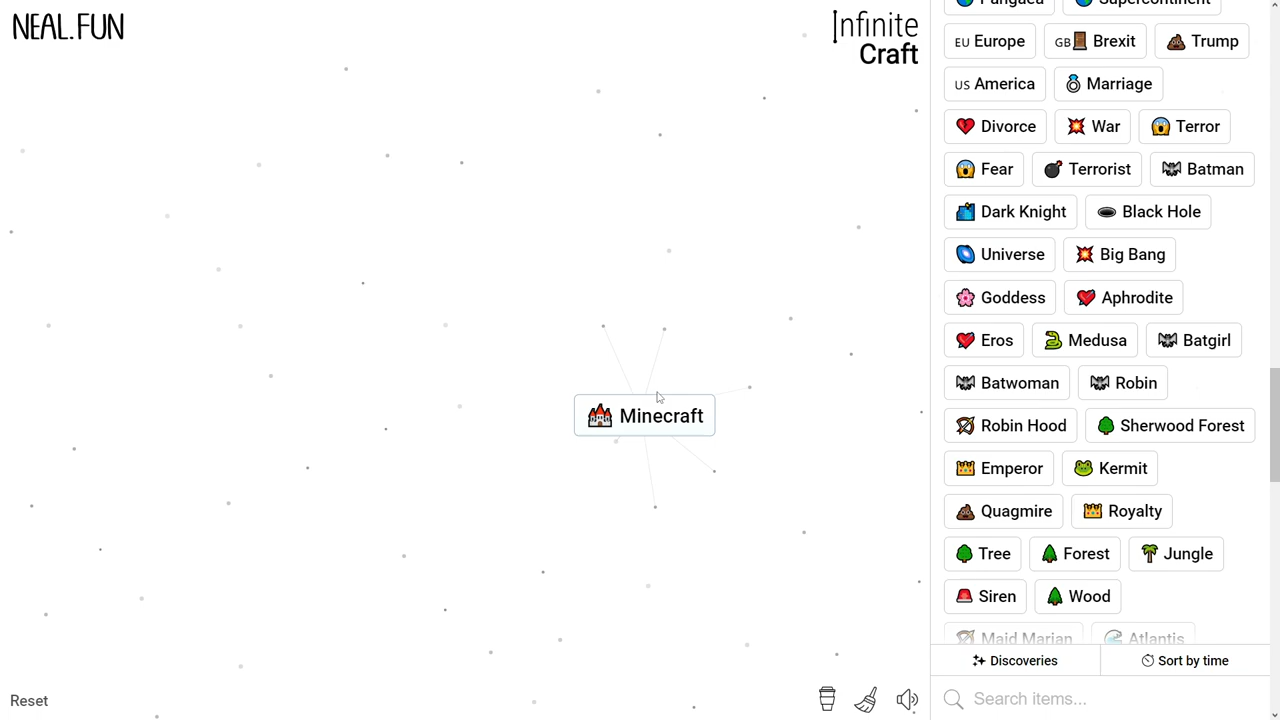 NEAL.FUN
Infinite
Craft
Pangaea Supercontinent
EU Europe GB Brexit Trump
US America Marriage
Divorce War Terror
Fear Terrorist Batman
Dark Knight Black Hole
Universe Big Bang
Goddess Aphrodite
Eros Medusa Batgirl
Batwoman Robin
Minecraft
Robin Hood Sherwood Forest
Emperor Kermit
Quagmire Royalty
Tree Forest Jungle
Siren Wood
Maid Marian Atlantis
Discoveries Sort by time
Reset
Search items...